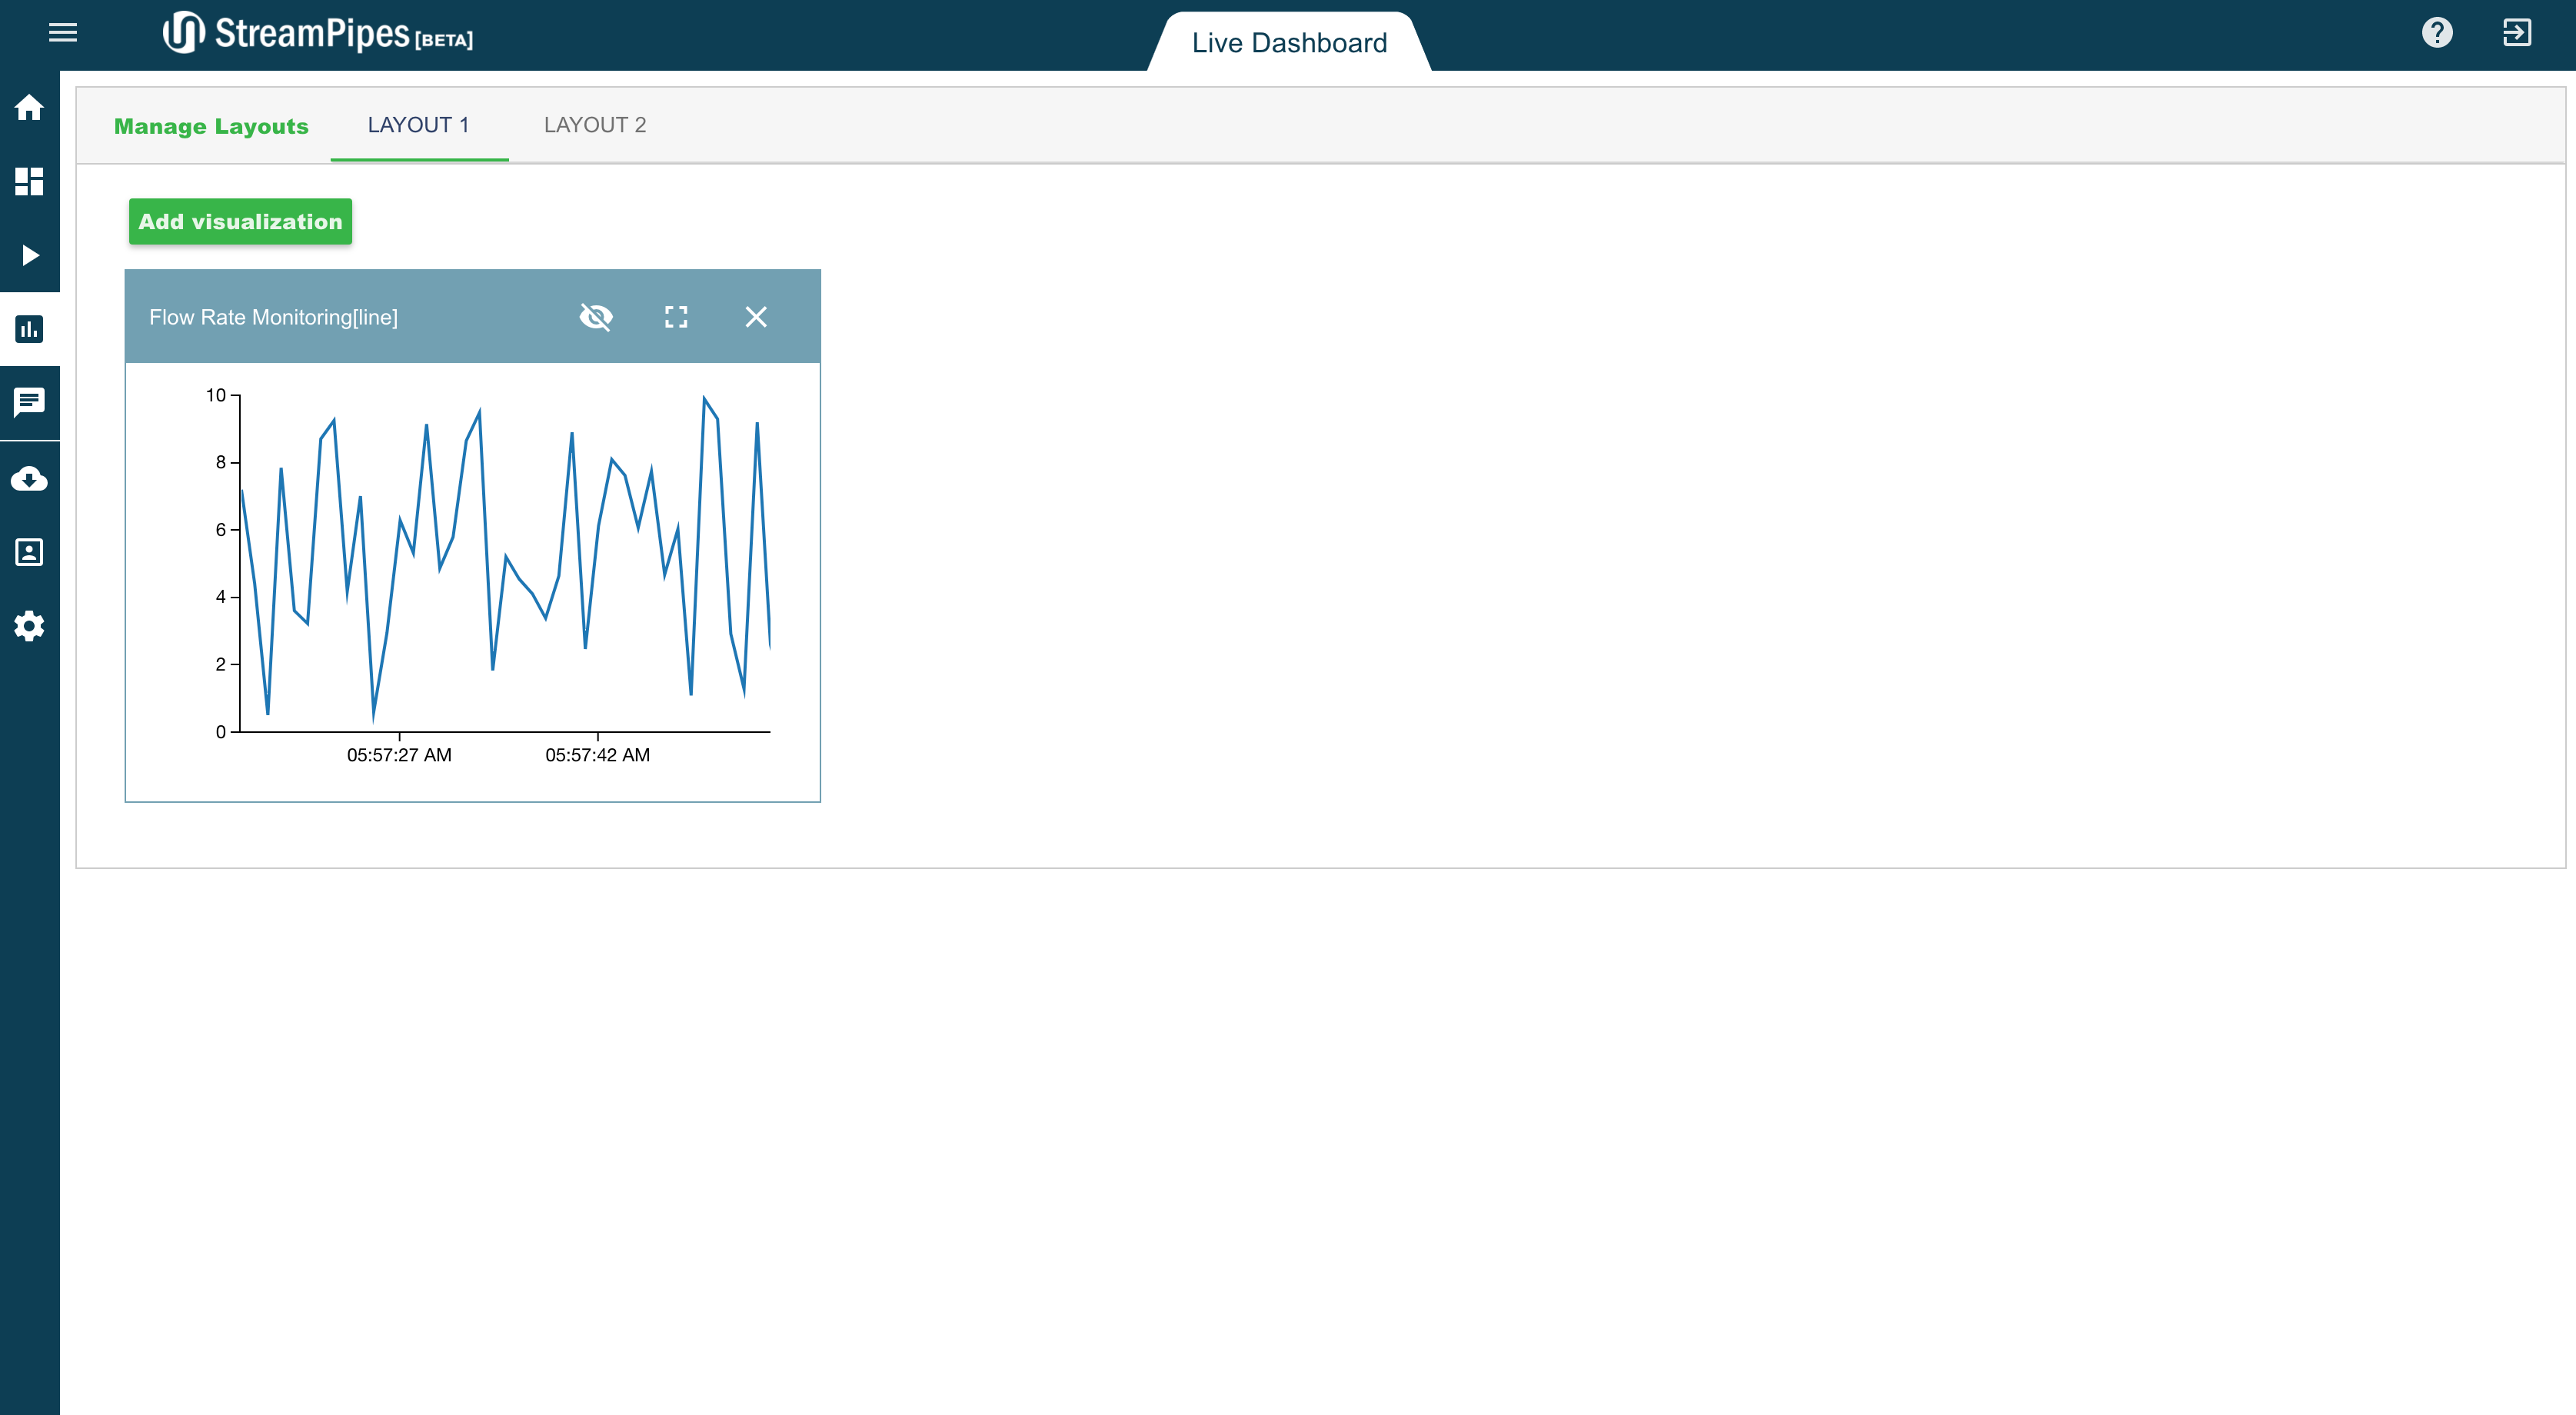 StreamPipes [BETA]
Live Dashboard
?
Manage Layouts
LAYOUT 1
LAYOUT 2
Add visualization
Flow Rate Monitoring[line]
10
8
6
4
2
0
05:57:27 AM
05:57:42 AM